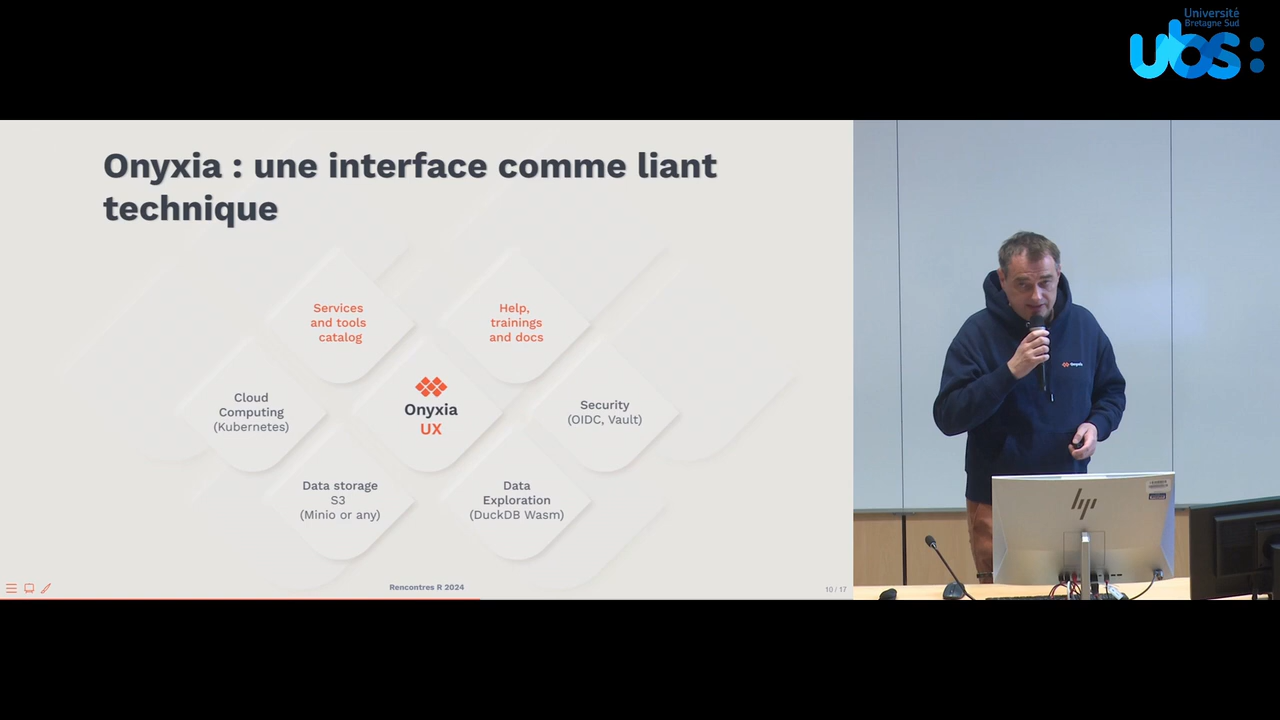 Université
Bretagne Sud
ubs:
Onyxia : une interface comme liant
technique
Services
and tools
catalog
Help,
trainings
and docs
Cloud
Computing
(Kubernetes)
Onyxia
UX
Security
(OIDC, Vault)
Data storage
S3
(Minio or any)
Data
Exploration
(DuckDB Wasm)
Rencontres R 2024
10 / 17
Onyxia
hp